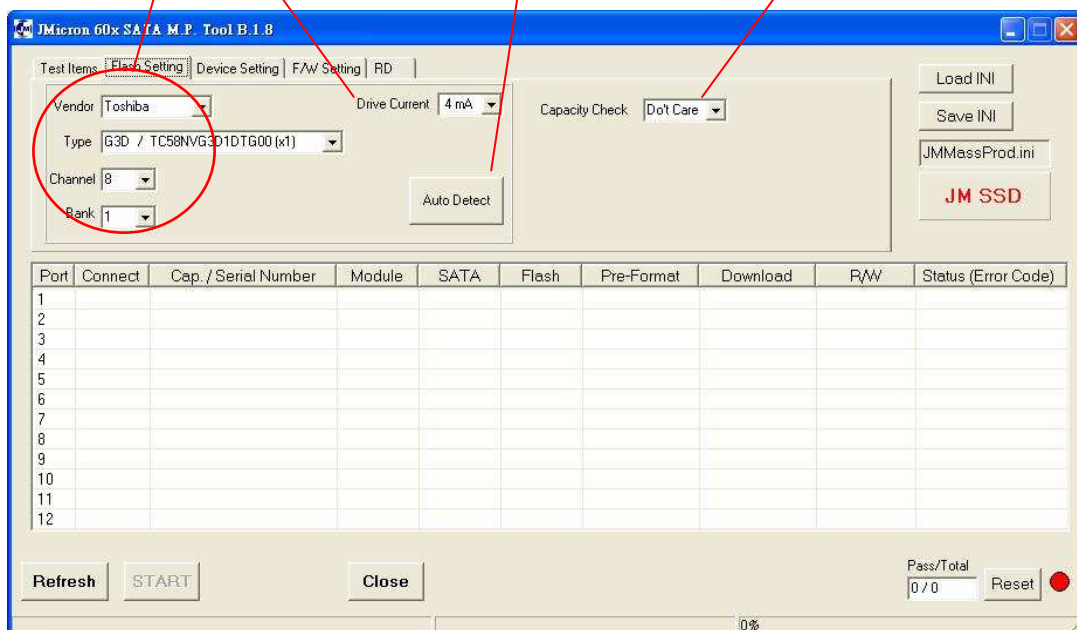 JMicron 60x SATA M.P. Tool B.1.8
Test Items Flash Setting Device Setting F/W Setting RD
Load INI
Vendor Toshiba Drive Current 4 mA Capacity Check Do't Care
Save INI
Type G3D / TC58NVG3D1DTG00 (x1)
JMMassProd.ini
Channel 8
Auto Detect
JM SSD
Bank 1
Port Connect Cap. / Serial Number Module SATA Flash Pre-Format Download R/W Status (Error Code)
1
2
3
4
5
6
7
8
9
10
11
12
Pass/Total
Refresh START Close 0 / 0 Reset
0%